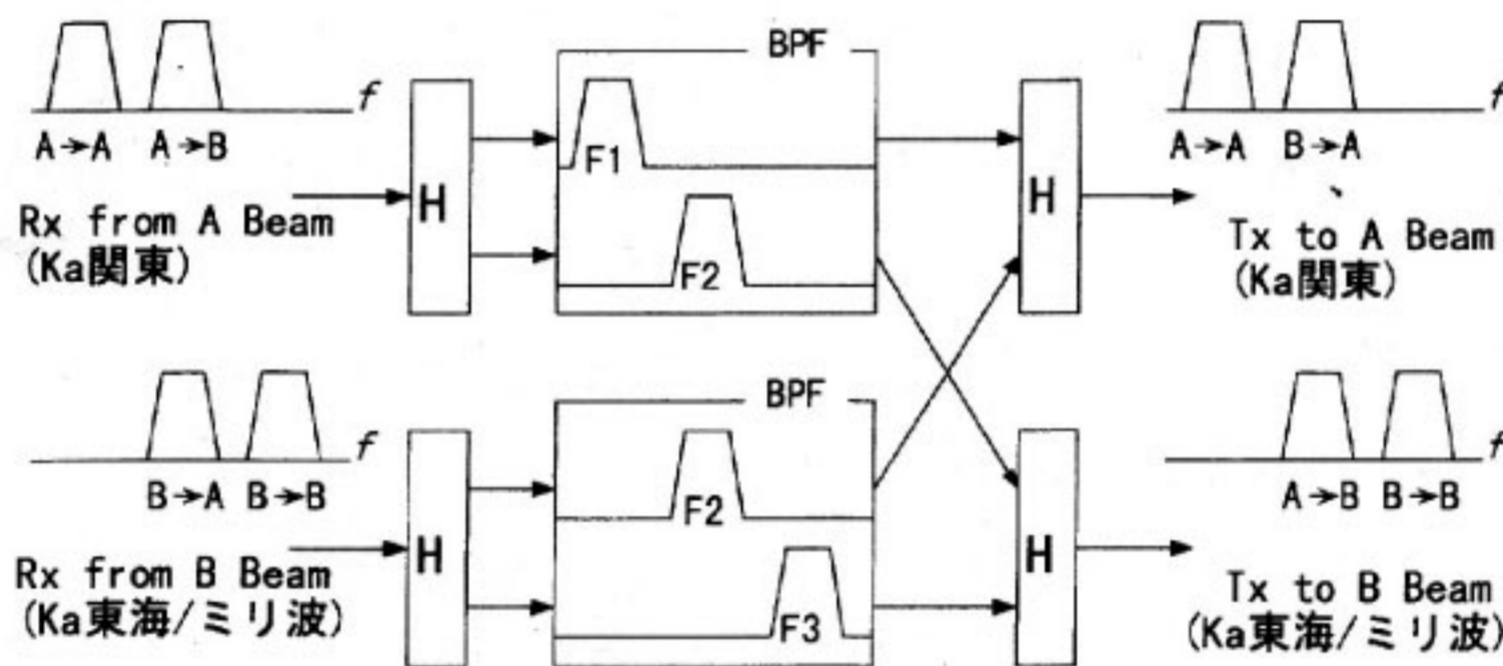 BPF
f
A→A A→B
Rx from A Beam
(Ka関東)
H
F1
F2
H
f
A→A B→A
Tx to A Beam
(Ka関東)
BPF
f
B→A B→B
Rx from B Beam
(Ka東海/ミリ波)
H
F2
F3
H
f
A→B B→B
Tx to B Beam
(Ka東海/ミリ波)